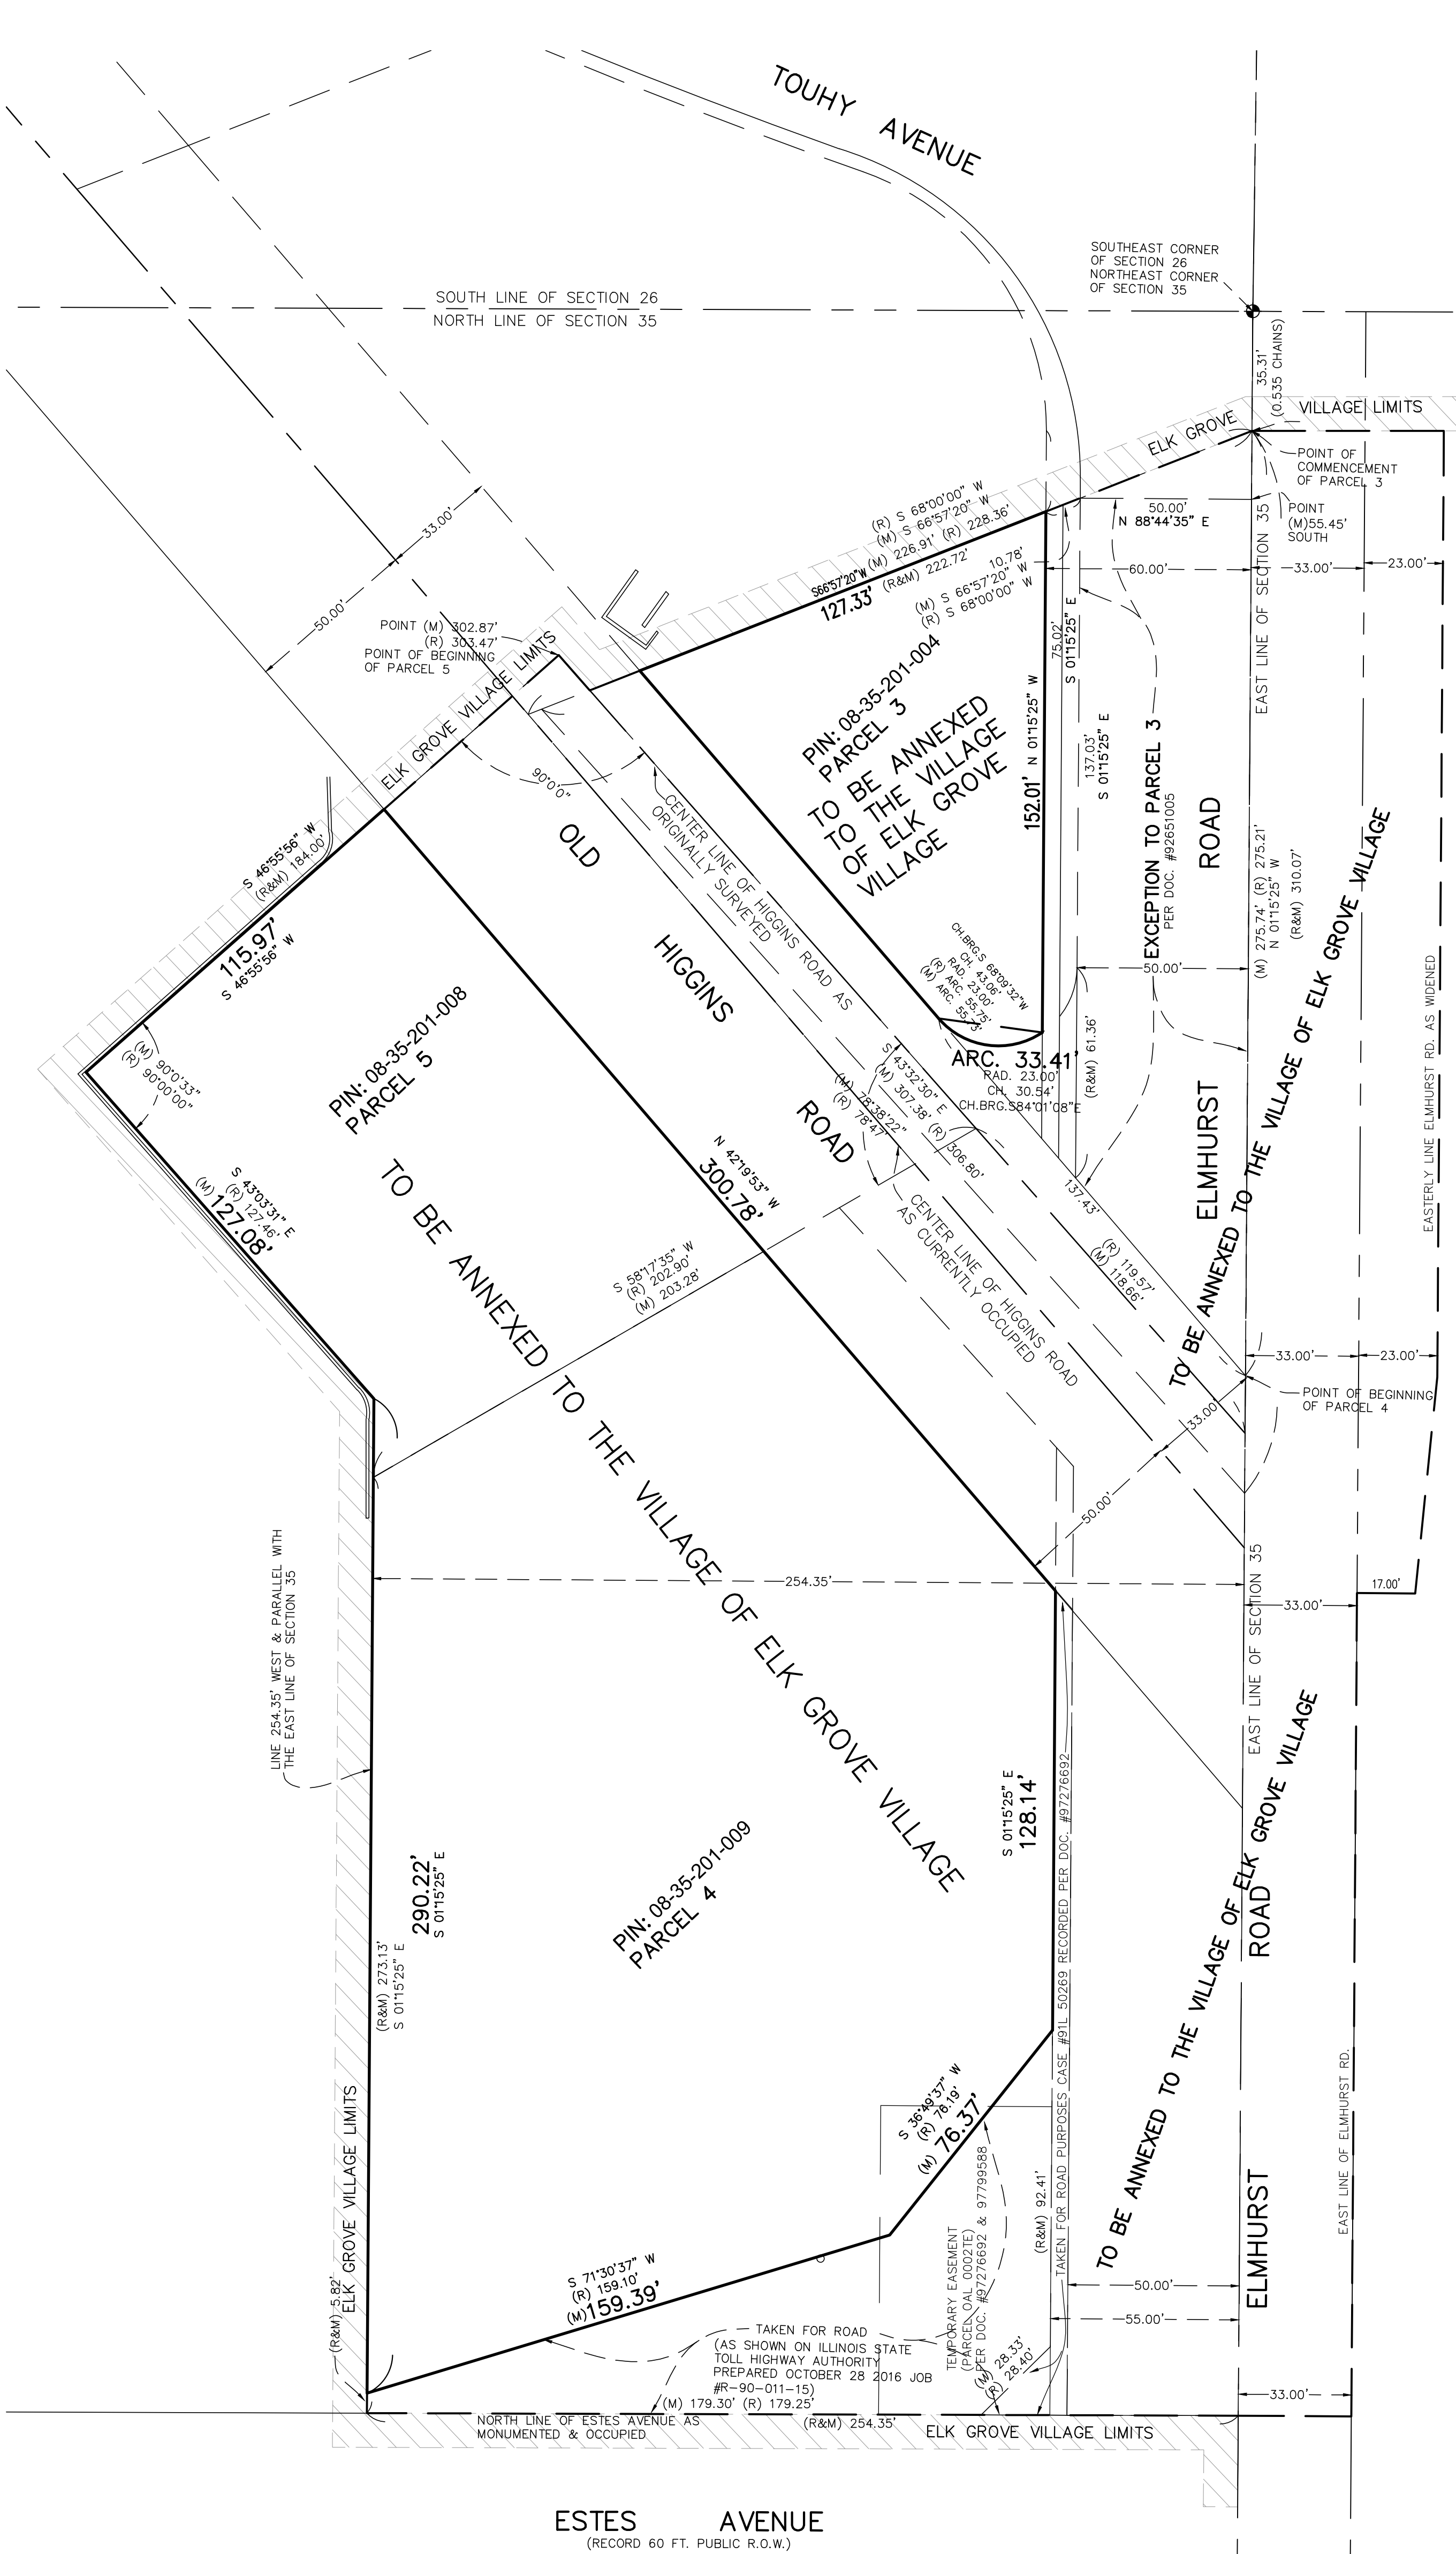 TOUHY AVENUE
SOUTHEAST CORNER
OF SECTION 26
NORTHEAST CORNER
OF SECTION 35
SOUTH LINE OF SECTION 26
NORTH LINE OF SECTION 35
35.31'
(0.535 CHAINS)
VILLAGE LIMITS
ELK GROVE
POINT OF
COMMENCEMENT
OF PARCEL 3
POINT
(M)55.45'
SOUTH
50.00'
N 88°44'35" E
60.00'
33.00'
23.00'
33.00'
50.00'
(R) S 68°00'00" W
(M) S 66°57'20" W
(M) 226.91' (R) 228.36'
S66°57'20"W
(R&M) 222.72'
10.78'
127.33'
(M) S 66°57'20" W
(R) S 68°00'00" W
POINT (M) 302.87'
(R) 303.47'
POINT OF BEGINNING
OF PARCEL 5
ELK GROVE VILLAGE LIMITS
90°0'0"
PIN: 08-35-201-004
PARCEL 3
TO BE ANNEXED
TO THE VILLAGE
OF ELK GROVE
VILLAGE
152.01' N 01°15'25" W
75.02'
S 01°15'25" E
137.03'
S 01°15'25" E
EXCEPTION TO PARCEL 3
PER DOC. #92651005
EAST LINE OF SECTION 35
ELMHURST ROAD
(M) 275.74' (R) 275.21'
N 01°15'25" W
(R&M) 310.07'
TO BE ANNEXED TO THE VILLAGE OF ELK GROVE VILLAGE
EASTERLY LINE ELMHURST RD. AS WIDENED
S 46°55'56" W
(R&M) 184.00'
115.97'
S 46°55'56" W
OLD HIGGINS ROAD
CENTER LINE OF HIGGINS ROAD AS
ORIGINALLY SURVEYED
CH.BRG.S 68°09'32"W
CH. 43.06'
RAD. 23.00'
(R) ARC. 55.75'
(M) ARC. 55.73'
50.00'
ARC. 33.41'
RAD. 23.00'
CH. 30.54'
CH.BRG.S84°01'08"E
(R&M) 61.36'
S 43°32'30" E
(M) 307.38' (R) 306.80'
(M) 78°38'22"
(R) 78°47'
137.43'
(R) 119.57'
(M) 118.66'
PIN: 08-35-201-008
PARCEL 5
(M) 90°0'33"
(R) 90°00'00"
S 43°03'31" E
(R) 127.46'
(M) 127.08'
N 42°19'53" W
300.78'
S 58°17'35" W
(R) 202.90'
(M) 203.28'
CENTER LINE OF HIGGINS ROAD
AS CURRENTLY OCCUPIED
33.00'
23.00'
POINT OF BEGINNING
OF PARCEL 4
33.00'
50.00'
TO BE ANNEXED TO THE VILLAGE OF ELK GROVE VILLAGE
254.35'
17.00'
33.00'
LINE 254.35' WEST & PARALLEL WITH
THE EAST LINE OF SECTION 35
EAST LINE OF SECTION 35
PIN: 08-35-201-009
PARCEL 4
S 01°15'25" E
128.14'
290.22'
S 01°15'25" E
(R&M) 273.13'
S 01°15'25" E
TAKEN FOR ROAD PURPOSES CASE #91L 50269 RECORDED PER DOC. #97276692
TO BE ANNEXED TO THE VILLAGE OF ELK GROVE VILLAGE
ELMHURST ROAD
EAST LINE OF ELMHURST RD.
S 36°49'37" W
(R) 76.19'
(M) 76.37'
(R&M) 92.41'
TEMPORARY EASEMENT
(PARCEL OAL 0002TE)
PER DOC. #97276692 & 97799588
ELK GROVE VILLAGE LIMITS
(R&M) 5.82'
S 71°30'37" W
(R) 159.10'
(M)159.39'
TAKEN FOR ROAD
(AS SHOWN ON ILLINOIS STATE
TOLL HIGHWAY AUTHORITY
PREPARED OCTOBER 28 2016 JOB
#R-90-011-15)
(M) 179.30' (R) 179.25'
(M) 28.33'
(R) 28.40'
50.00'
55.00'
33.00'
NORTH LINE OF ESTES AVENUE AS
MONUMENTED & OCCUPIED
(R&M) 254.35'
ELK GROVE VILLAGE LIMITS
ESTES AVENUE
(RECORD 60 FT. PUBLIC R.O.W.)